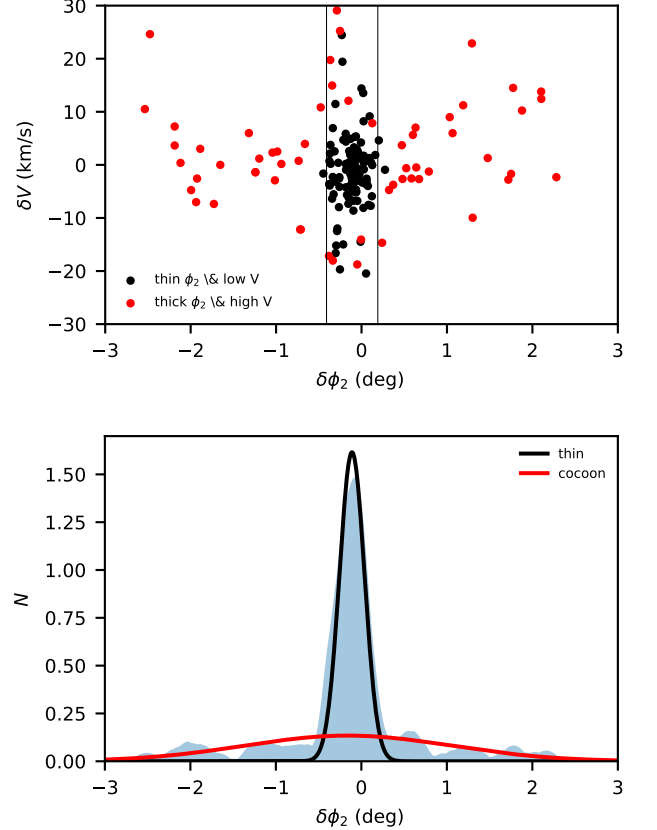 30
20
10
0
−10
−20
−30
δV (km/s)
thin ϕ2 \& low V
thick ϕ2 \& high V
−3 −2 −1 0 1 2 3
δϕ2 (deg)
1.50
1.25
1.00
0.75
0.50
0.25
0.00
N
thin
cocoon
−3 −2 −1 0 1 2 3
δϕ2 (deg)